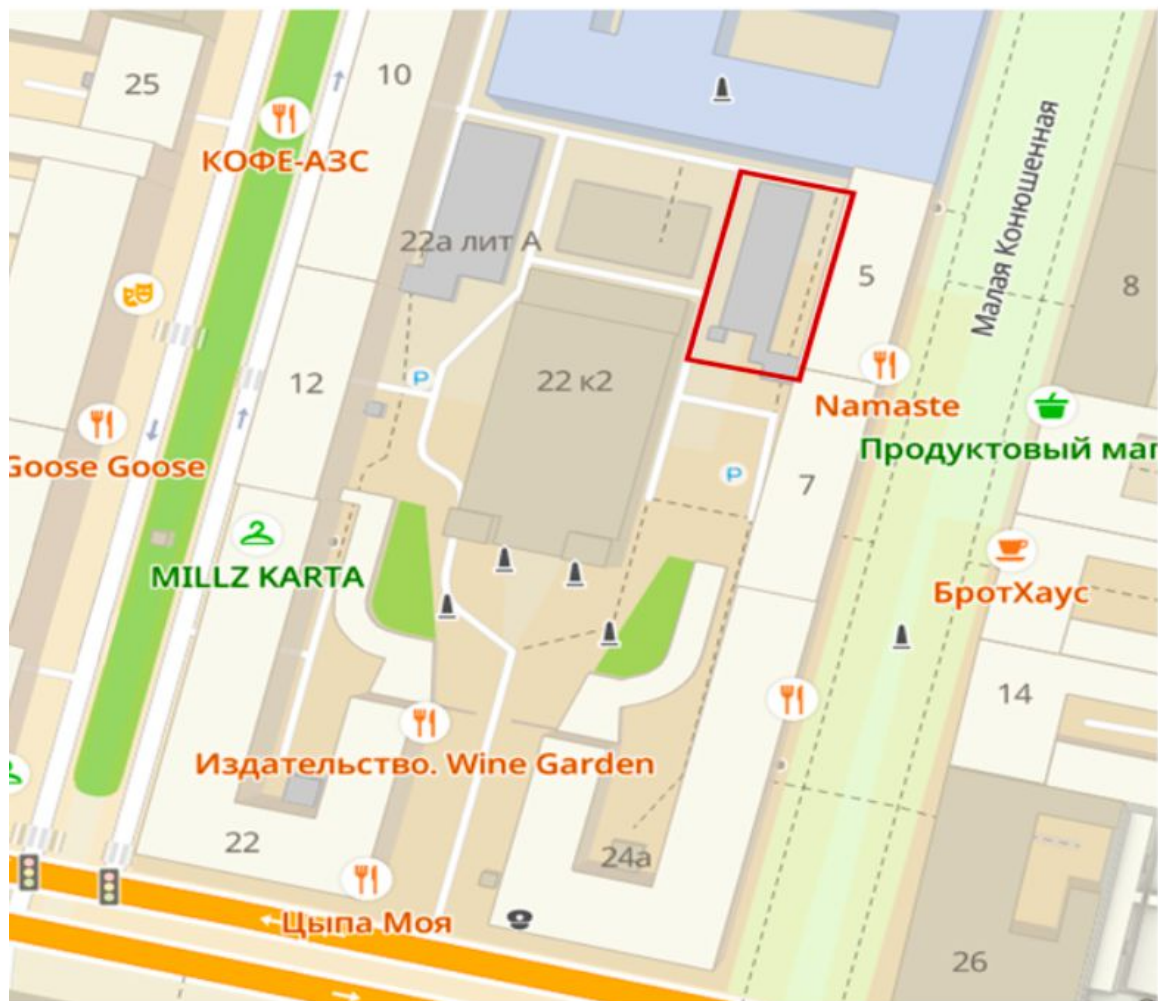 25
10
КОФЕ-АЗС
22а лит А
Малая Конюшенная
5
8
12
P
22 к2
Namaste
Goose Goose
Продуктовый маг
P
7
MILLZ KARTA
БротХаус
14
Издательство. Wine Garden
22
24а
Цыпа Моя
26